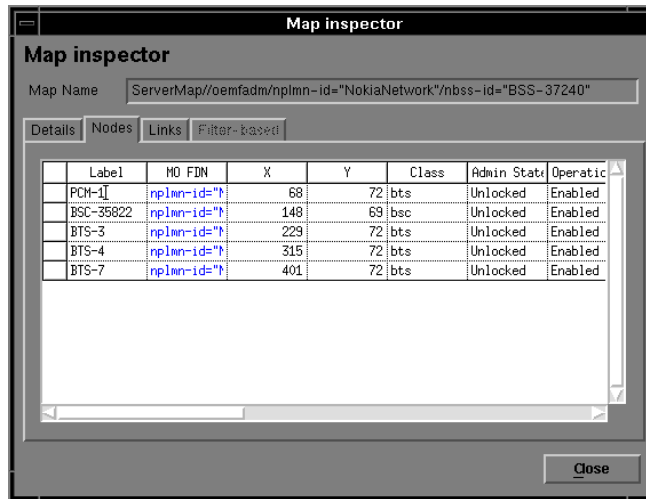 Map inspector
Map inspector
Map Name ServerMap//oemfadm/nplmn-id="NokiaNetwork"/nbss-id="BSS-37240"
Details Nodes Links Filter-based
Label MO FDN X Y Class Admin State Operatic
PCM-1 nplmn-id="N 68 72 bts Unlocked Enabled
BSC-35822 nplmn-id="N 148 69 bsc Unlocked Enabled
BTS-3 nplmn-id="N 229 72 bts Unlocked Enabled
BTS-4 nplmn-id="N 315 72 bts Unlocked Enabled
BTS-7 nplmn-id="N 401 72 bts Unlocked Enabled
Close